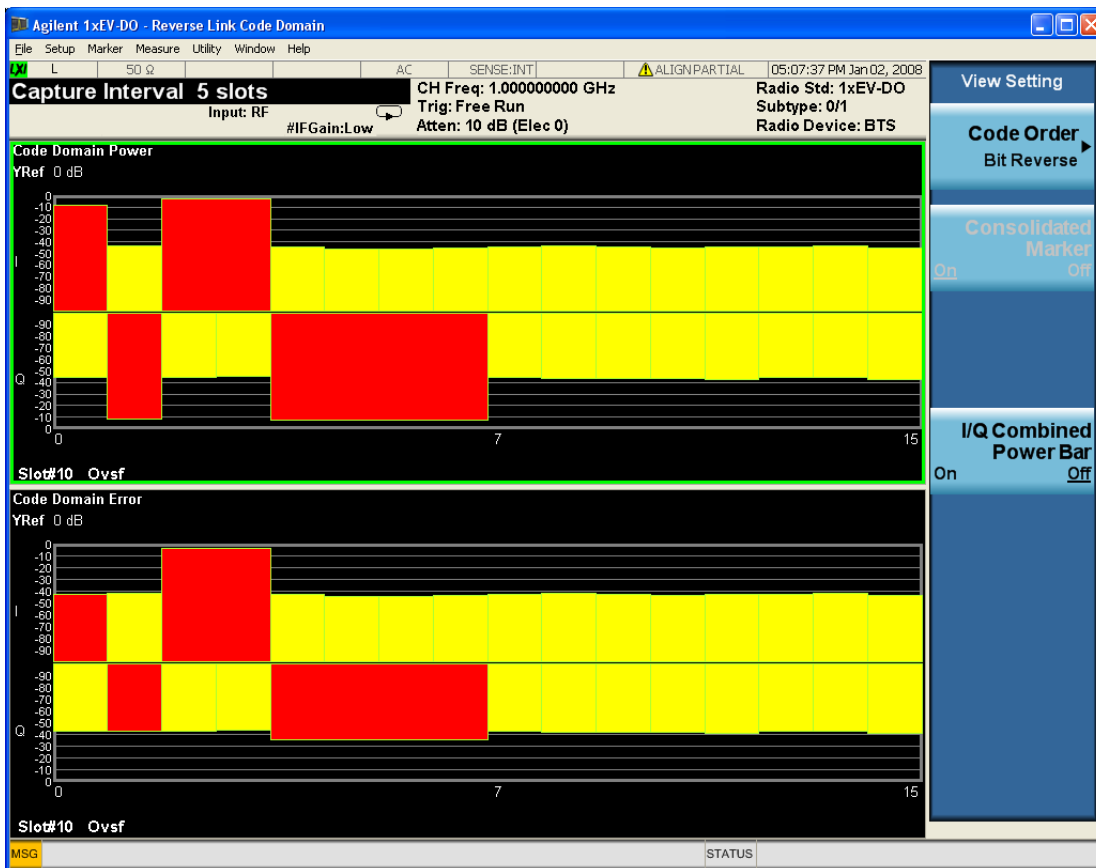 Agilent 1xEV-DO - Reverse Link Code Domain
File Setup Marker Measure Utility Window Help
LXI L 50 Ω AC SENSE:INT ALIGN PARTIAL 05:07:37 PM Jan 02, 2008
Capture Interval 5 slots
Input: RF
#IFGain:Low
CH Freq: 1.000000000 GHz
Trig: Free Run
Atten: 10 dB (Elec 0)
Radio Std: 1xEV-DO
Subtype: 0/1
Radio Device: BTS
Code Domain Power
YRef 0 dB
0
-10
-20
-30
-40
-50
-60
-70
-80
-90
I
-90
-80
-70
-60
-50
-40
-30
-20
-10
0
Q
0 7 15
Slot#10 Ovsf
Code Domain Error
YRef 0 dB
0
-10
-20
-30
-40
-50
-60
-70
-80
-90
I
-90
-80
-70
-60
-50
-40
-30
-20
-10
0
Q
0 7 15
Slot#10 Ovsf
MSG STATUS
View Setting
Code Order
Bit Reverse
Consolidated
Marker
On Off
I/Q Combined
Power Bar
On Off